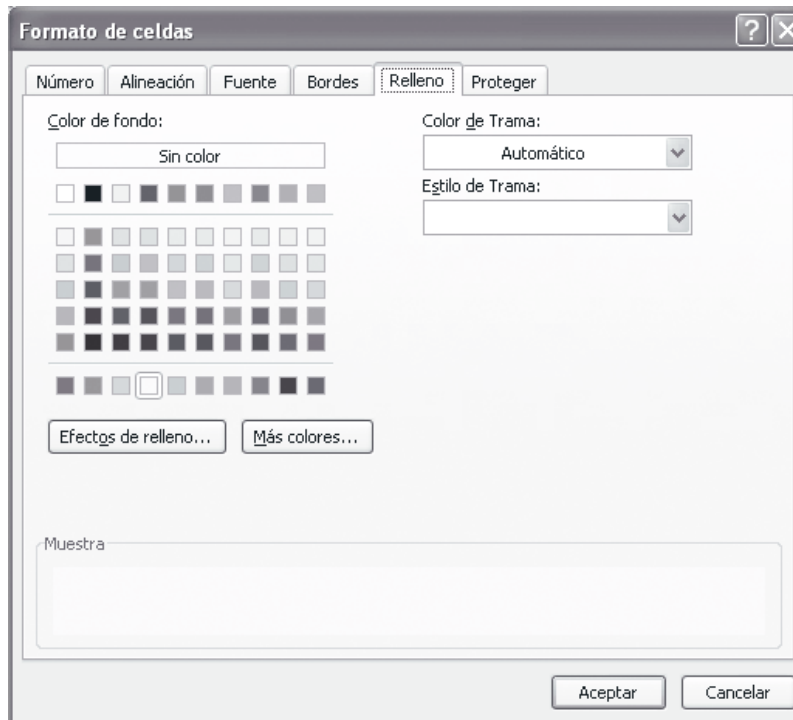 Formato de celdas
Número Alineación Fuente Bordes Relleno Proteger
Color de fondo:
Sin color
Color de Trama:
Automático
Estilo de Trama:
Efectos de relleno... Más colores...
Muestra
Aceptar Cancelar